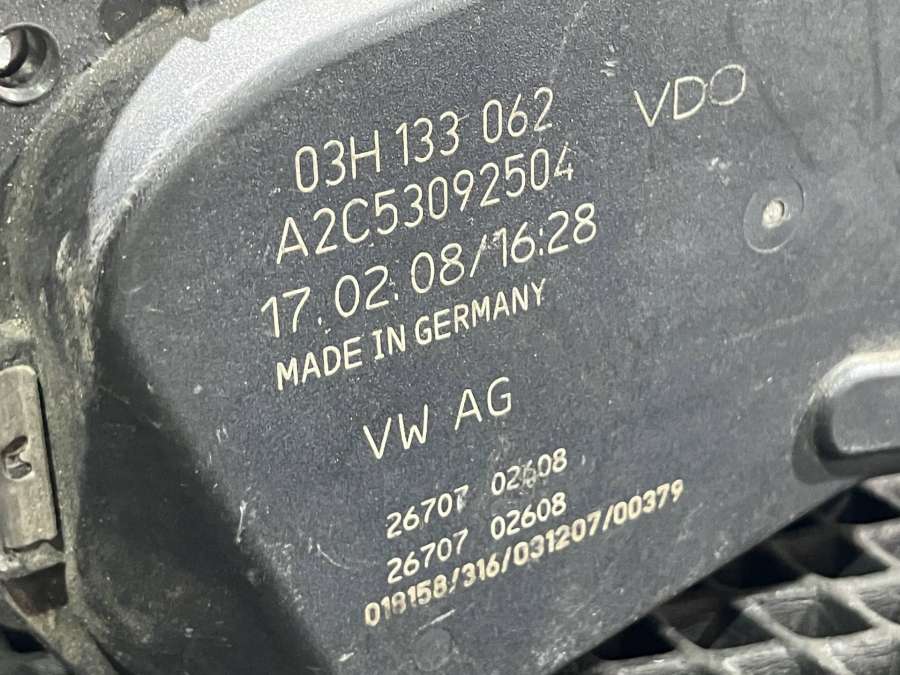 03H 133 062 VDO
A2C53092504
17.02.08/16:28
MADE IN GERMANY
VW AG
26707 02608
26707 02608
018158/316/031207/00379